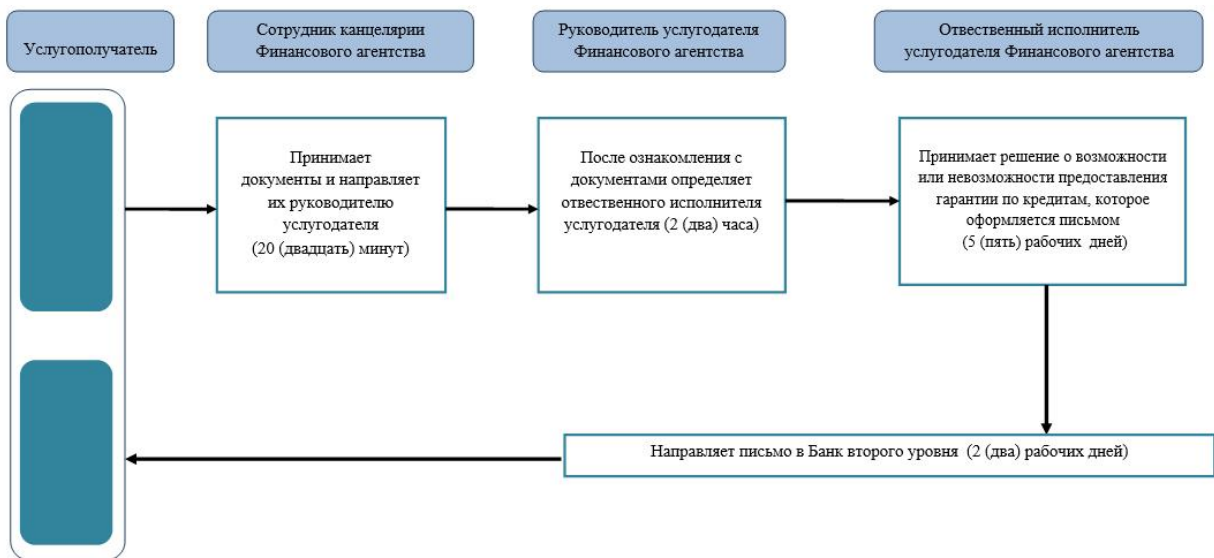 Услугополучатель
Сотрудник канцелярии
Финансового агентства
Руководитель услугодателя
Финансового агентства
Отвественный исполнитель
услугодателя Финансового агентства
Принимает
документы и направляет
их руководителю
услугодателя
(20 (двадцать) минут)
После ознакомления с
документами определяет
отвественного исполнителя
услугодателя (2 (два) часа)
Принимает решение о возможности
или невозможности предоставления
гарантии по кредитам, которое
оформляется письмом
(5 (пять) рабочих дней)
Направляет письмо в Банк второго уровня (2 (два) рабочих дней)